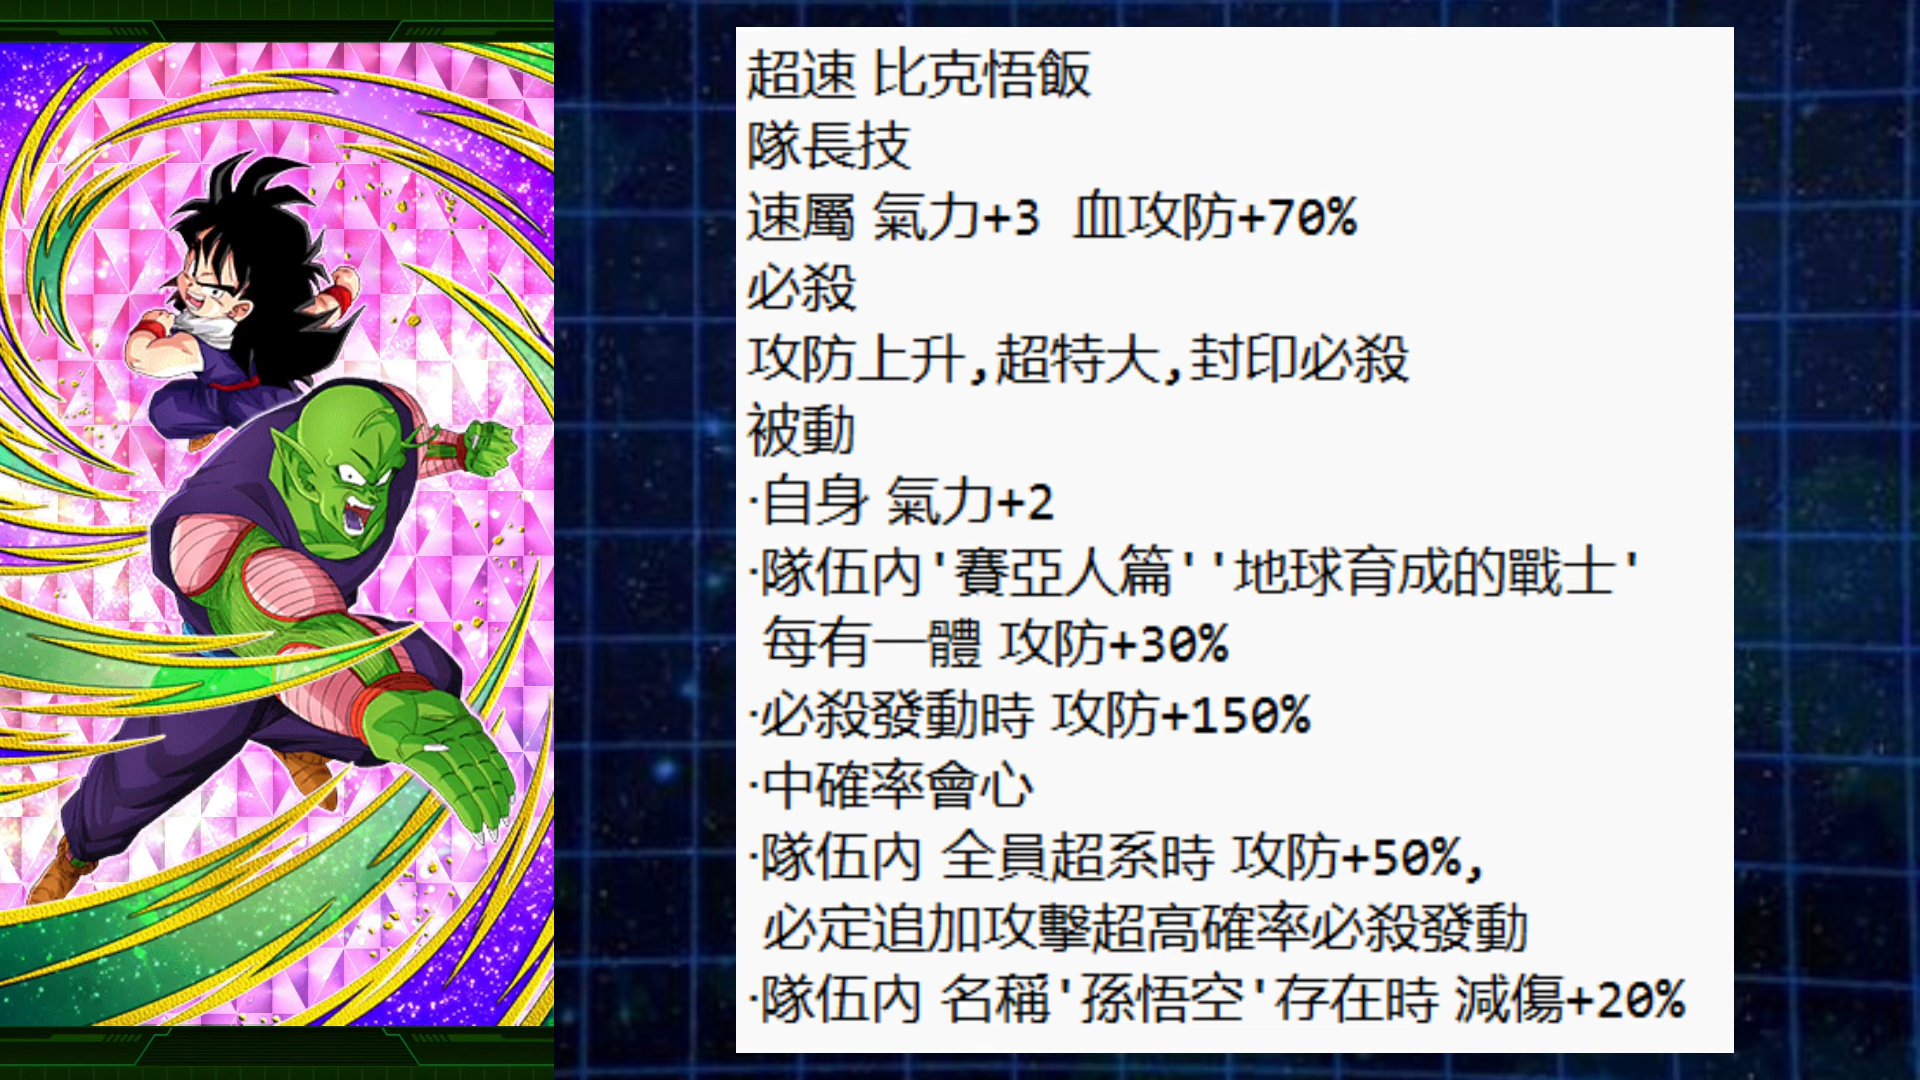 超速 比克悟飯
隊長技
速屬 氣力+3 血攻防+70%
必殺
攻防上升,超特大,封印必殺
被動
·自身 氣力+2
·隊伍內'賽亞人篇''地球育成的戰士'
每有一體 攻防+30%
·必殺發動時 攻防+150%
·中確率會心
·隊伍內 全員超系時 攻防+50%,
必定追加攻擊超高確率必殺發動
·隊伍內 名稱'孫悟空'存在時 減傷+20%